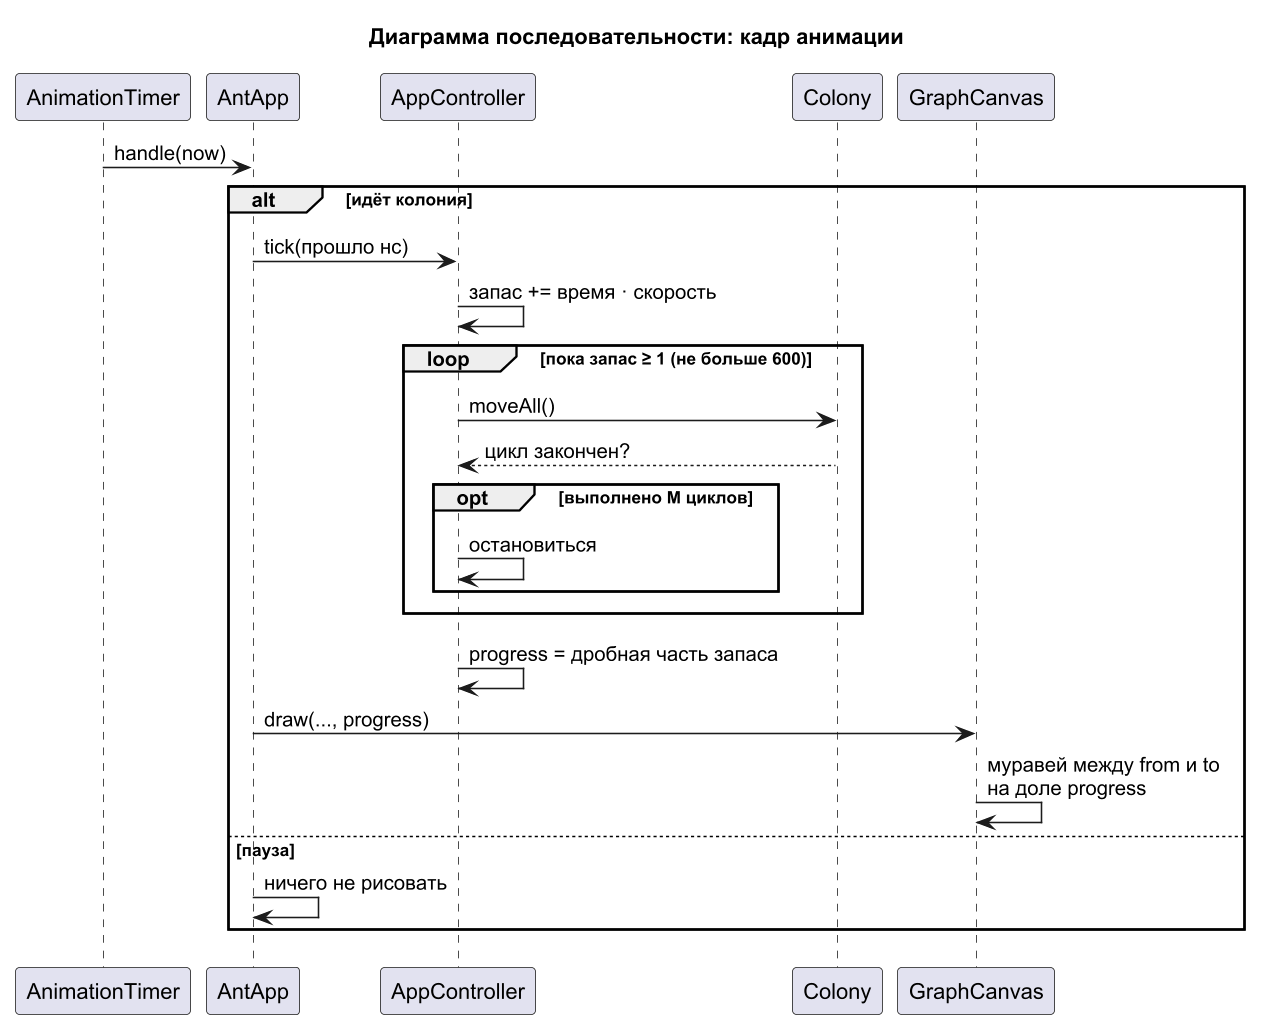 Диаграмма последовательности: кадр анимации
AnimationTimer
AntApp
AppController
Colony
GraphCanvas
handle(now)
alt
[идёт колония]
tick(прошло нс)
запас += время · скорость
loop
[пока запас ≥ 1 (не больше 600)]
moveAll()
цикл закончен?
opt
[выполнено M циклов]
остановиться
progress = дробная часть запаса
draw(..., progress)
муравей между from и to
на доле progress
[пауза]
ничего не рисовать
AnimationTimer
AntApp
AppController
Colony
GraphCanvas